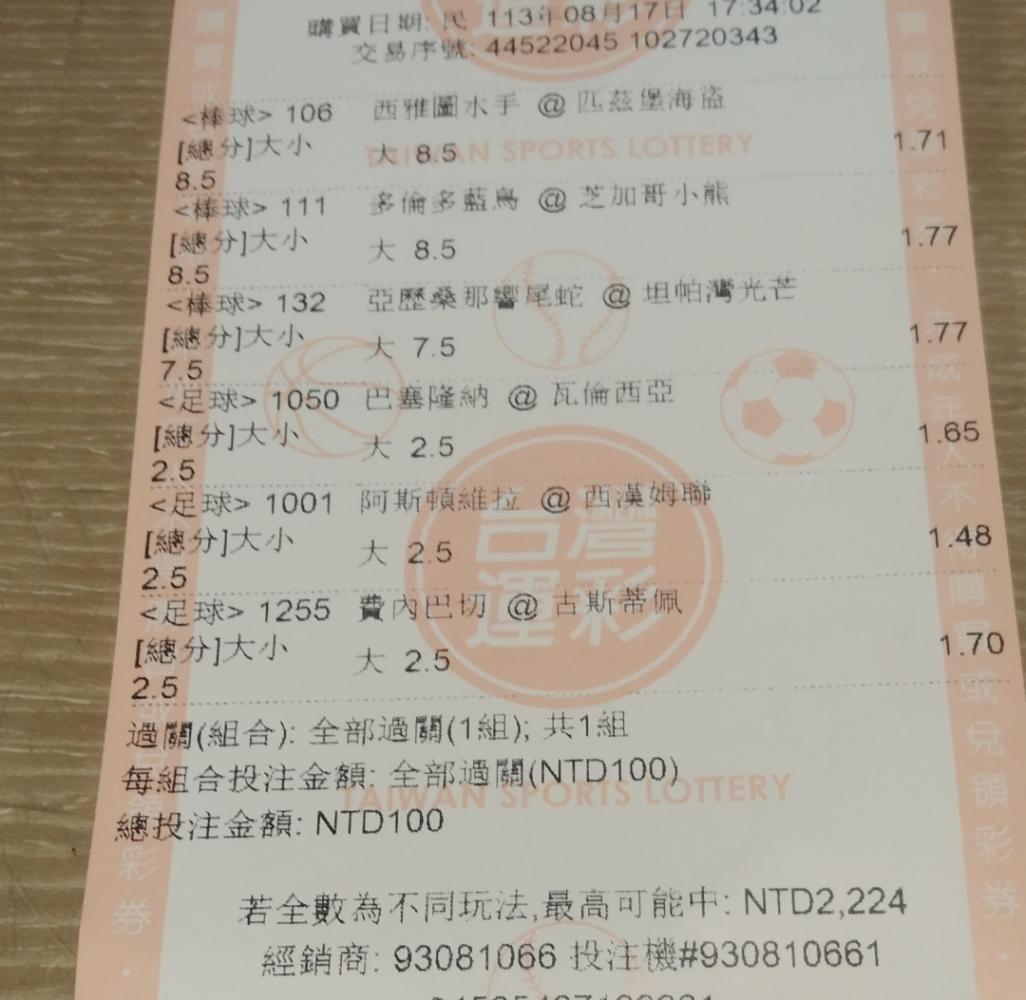 購買日期: 民 113年08月17日 17:34:02
交易序號: 44522045 102720343
<棒球> 106 西雅圖水手 @ 匹茲堡海盜
[總分]大小 大 8.5 1.71
8.5
TAIWAN SPORTS LOTTERY
<棒球> 111 多倫多藍鳥 @ 芝加哥小熊
[總分]大小 大 8.5 1.77
8.5
<棒球> 132 亞歷桑那響尾蛇 @ 坦帕灣光芒
[總分]大小 大 7.5 1.77
7.5
<足球> 1050 巴塞隆納 @ 瓦倫西亞
[總分]大小 大 2.5 1.65
2.5
<足球> 1001 阿斯頓維拉 @ 西漢姆聯
[總分]大小 大 2.5 1.48
2.5
台灣
運彩
<足球> 1255 費內巴切 @ 古斯蒂佩
[總分]大小 大 2.5 1.70
2.5
過關(組合): 全部過關(1組); 共1組
每組合投注金額: 全部過關(NTD100)
TAIWAN SPORTS LOTTERY
總投注金額: NTD100
若全數為不同玩法,最高可能中: NTD2,224
經銷商: 93081066 投注機#930810661